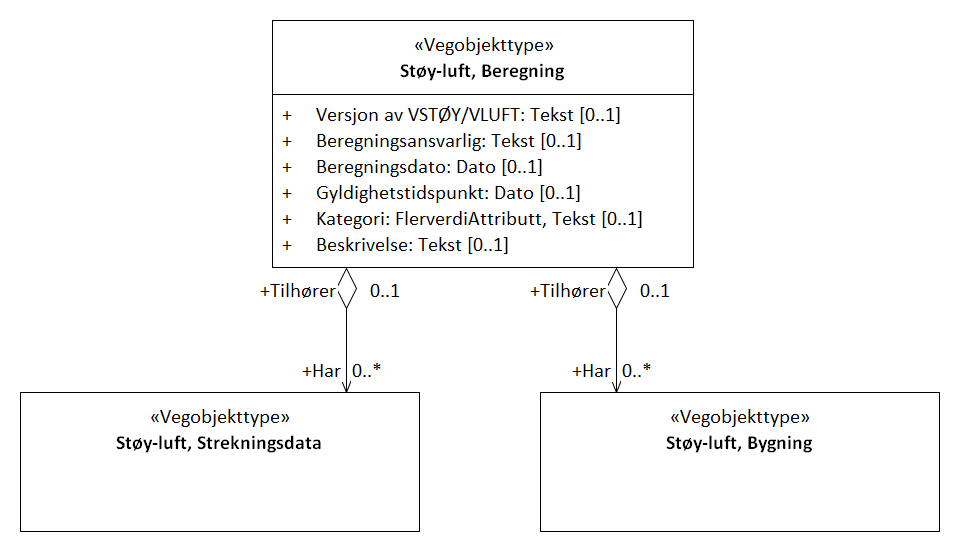 «Vegobjekttype»
Støy-luft, Beregning
+ Versjon av VSTØY/VLUFT: Tekst [0..1]
+ Beregningsansvarlig: Tekst [0..1]
+ Beregningsdato: Dato [0..1]
+ Gyldighetstidspunkt: Dato [0..1]
+ Kategori: FlerverdiAttributt, Tekst [0..1]
+ Beskrivelse: Tekst [0..1]
+Tilhører 0..1 +Tilhører 0..1
+Har 0..* +Har 0..*
«Vegobjekttype»
Støy-luft, Strekningsdata
«Vegobjekttype»
Støy-luft, Bygning